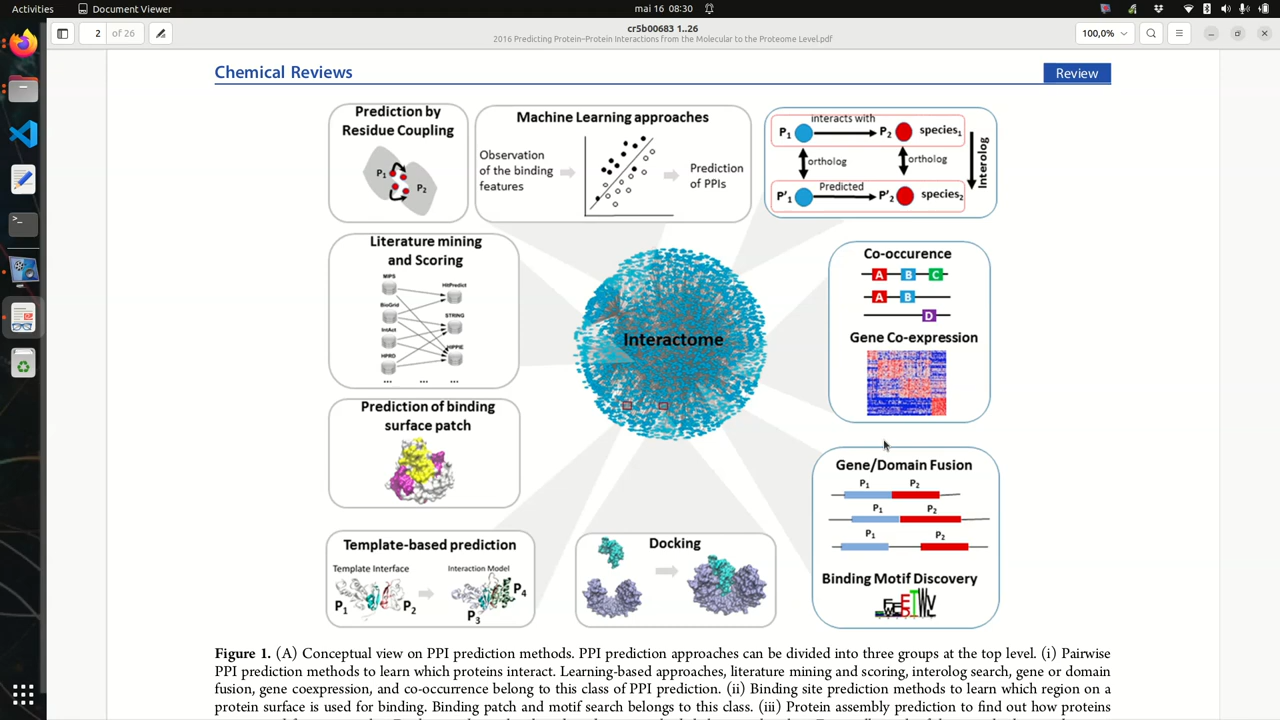 Activities
Document Viewer
mai 16 08:30
2
of 26
cr5b00683 1..26
2016 Predicting Protein–Protein Interactions from the Molecular to the Proteome Level.pdf
100,0%
Chemical Reviews
Review
Prediction by
Residue Coupling
P1
P2
Machine Learning approaches
Observation
of the binding
features
Prediction
of PPIs
interacts with
P1
P2
species1
ortholog
ortholog
Interolog
Predicted
P'1
P'2
species2
Literature mining
and Scoring
MIPS
HitPredict
BioGrid
STRING
IntAct
HIPPIE
HPRD
... ... ...
Interactome
Co-occurence
A B C
A B
D
Gene Co-expression
Prediction of binding
surface patch
Gene/Domain Fusion
P1 P2
P1 P2
P1 P2
Binding Motif Discovery
Template-based prediction
Template Interface
Interaction Model
P1
P2
P3
P4
Docking
Figure 1. (A) Conceptual view on PPI prediction methods. PPI prediction approaches can be divided into three groups at the top level. (i) Pairwise
PPI prediction methods to learn which proteins interact. Learning-based approaches, literature mining and scoring, interolog search, gene or domain
fusion, gene coexpression, and co-occurrence belong to this class of PPI prediction. (ii) Binding site prediction methods to learn which region on a
protein surface is used for binding. Binding patch and motif search belongs to this class. (iii) Protein assembly prediction to find out how proteins